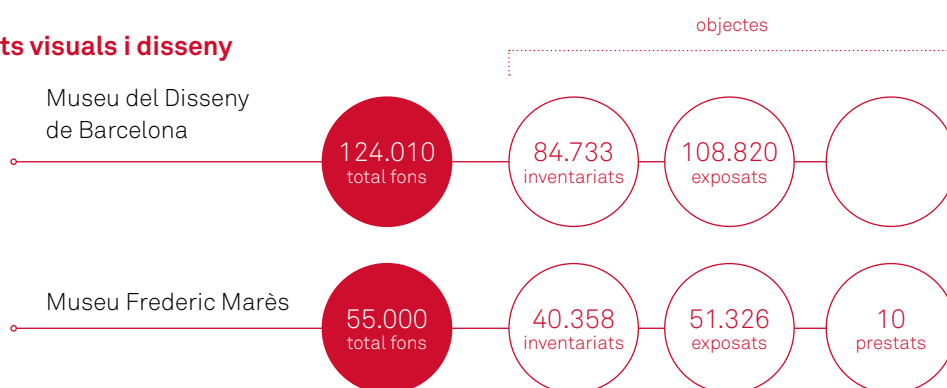 objectes
ts visuals i disseny
Museu del Disseny
de Barcelona
124.010
total fons
84.733
inventariats
108.820
exposats
Museu Frederic Marès
55.000
total fons
40.358
inventariats
51.326
exposats
10
prestats